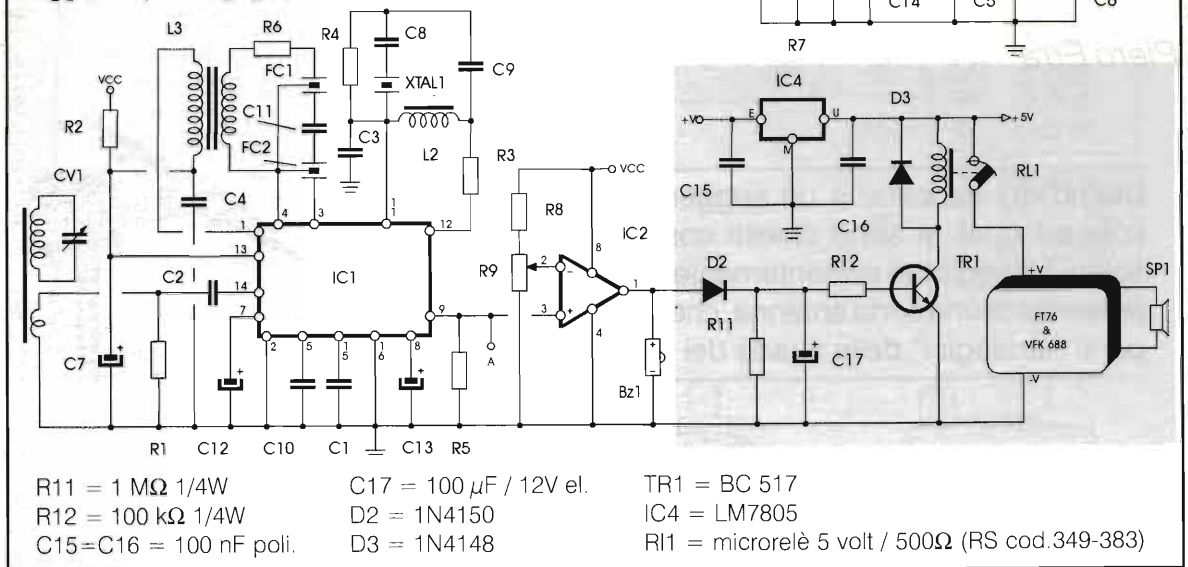 C14
C5
C6
R7
Piero Erra
L3
R6
R4
C8
FC1
XTAL1
C9
VCC
R2
C11
L2
FC2
C3
R3
CV1
C4
4
3
1
1
12
1
13
C2
14
7
IC1
9
2
5
5
1
6
8
C7
R1
C12
C10
C1
C13
R5
A
R8
R9
VCC
IC2
8
2
−
3
+
1
4
Bz1
IC4
+V
E
U
M
C15
C16
D3
+5V
RL1
D2
R12
TR1
R11
C17
+V
SP1
FT76
&
VFK 688
-V
R11 = 1 MΩ 1/4W
R12 = 100 kΩ 1/4W
C15=C16 = 100 nF poli.
C17 = 100 μF / 12V el.
D2 = 1N4150
D3 = 1N4148
TR1 = BC 517
IC4 = LM7805
Rl1 = microrelè 5 volt / 500Ω (RS cod.349-383)